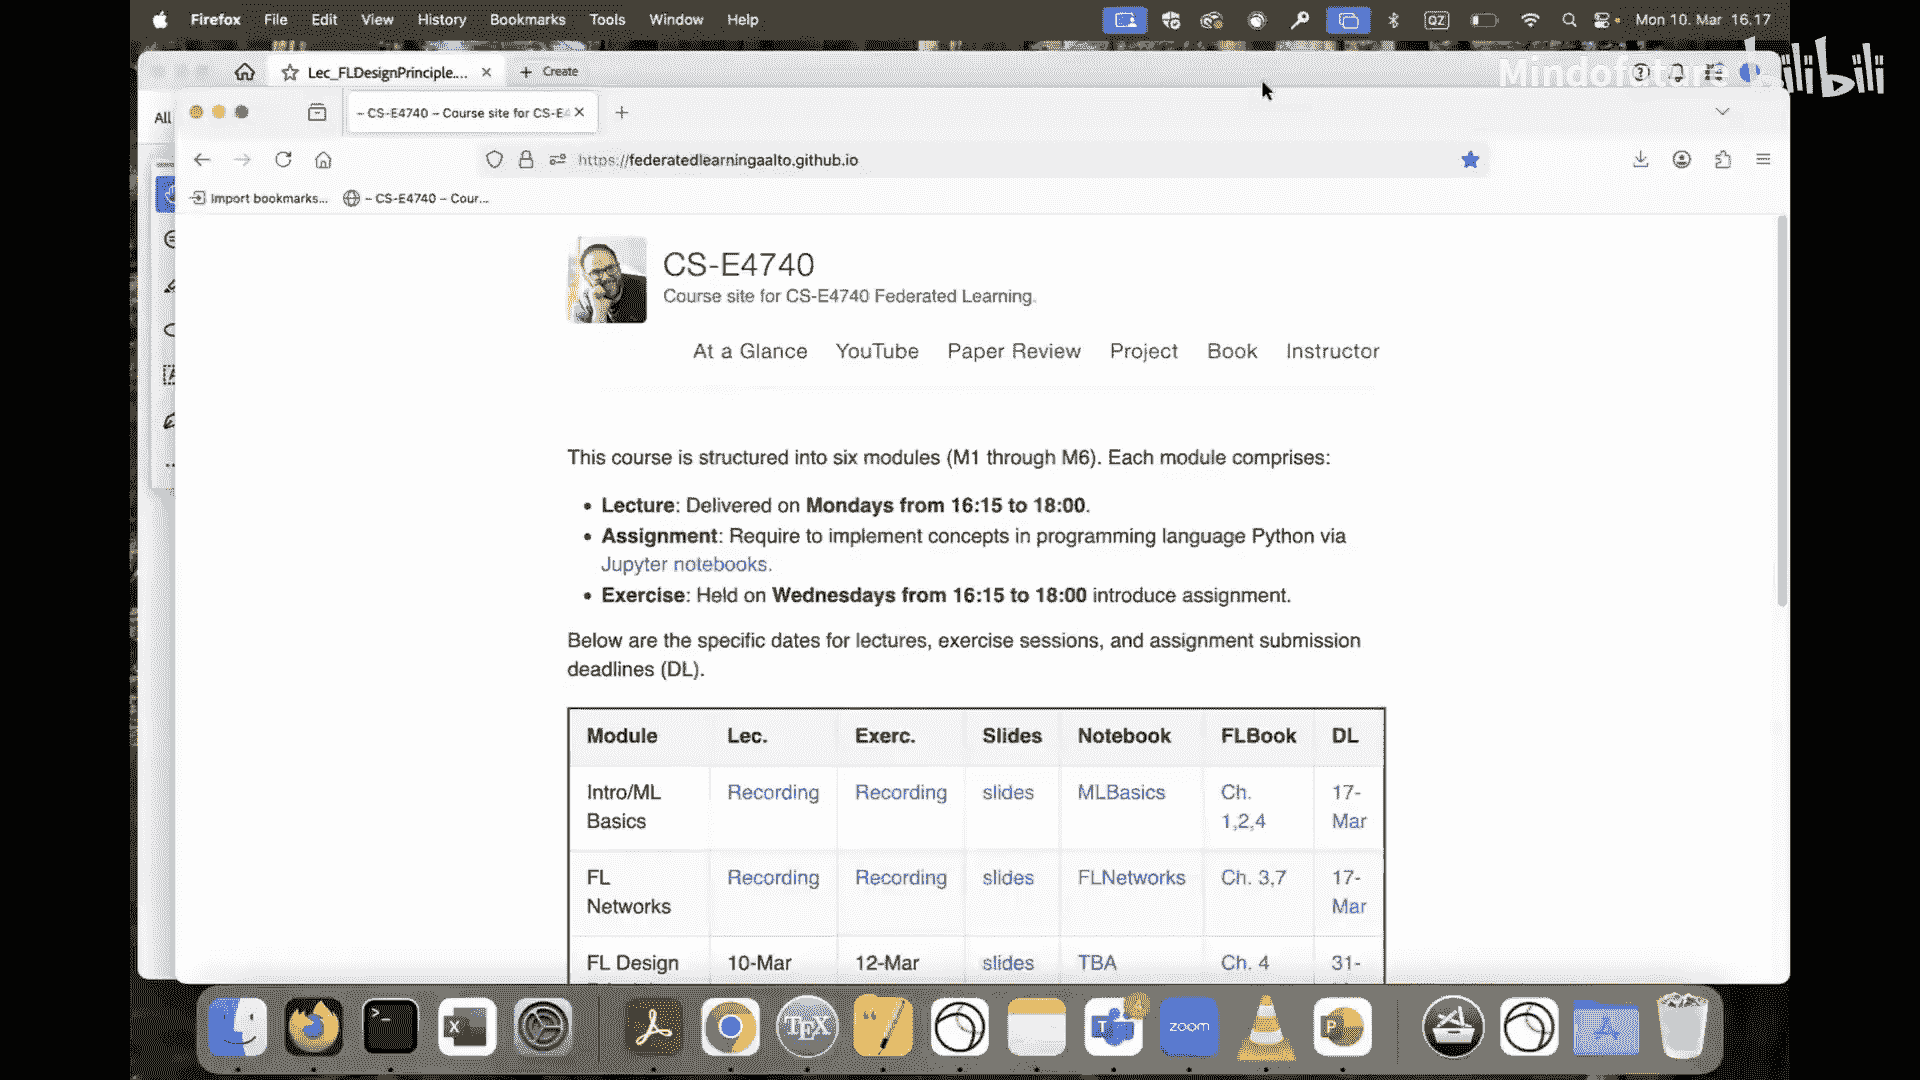 Firefox File Edit View History Bookmarks Tools Window Help
QZ
Mon 10. Mar 16.17
Lec_FLDesignPrinciple....
+ Create
Mindofuture bilibili
All
– CS-E4740 – Course site for CS-E4
https://federatedlearningaalto.github.io
Import bookmarks...
– CS-E4740 – Cour...
CS-E4740
Course site for CS-E4740 Federated Learning.
At a Glance YouTube Paper Review Project Book Instructor
This course is structured into six modules (M1 through M6). Each module comprises:
• Lecture: Delivered on Mondays from 16:15 to 18:00.
• Assignment: Require to implement concepts in programming language Python via
Jupyter notebooks.
• Exercise: Held on Wednesdays from 16:15 to 18:00 introduce assignment.
Below are the specific dates for lectures, exercise sessions, and assignment submission
deadlines (DL).
Module Lec. Exerc. Slides Notebook FLBook DL
Intro/ML Recording Recording slides MLBasics Ch. 17-
Basics 1,2,4 Mar
FL Recording Recording slides FLNetworks Ch. 3,7 17-
Networks Mar
FL Design 10-Mar 12-Mar slides TBA Ch. 4 31-
X TEX T zoom P